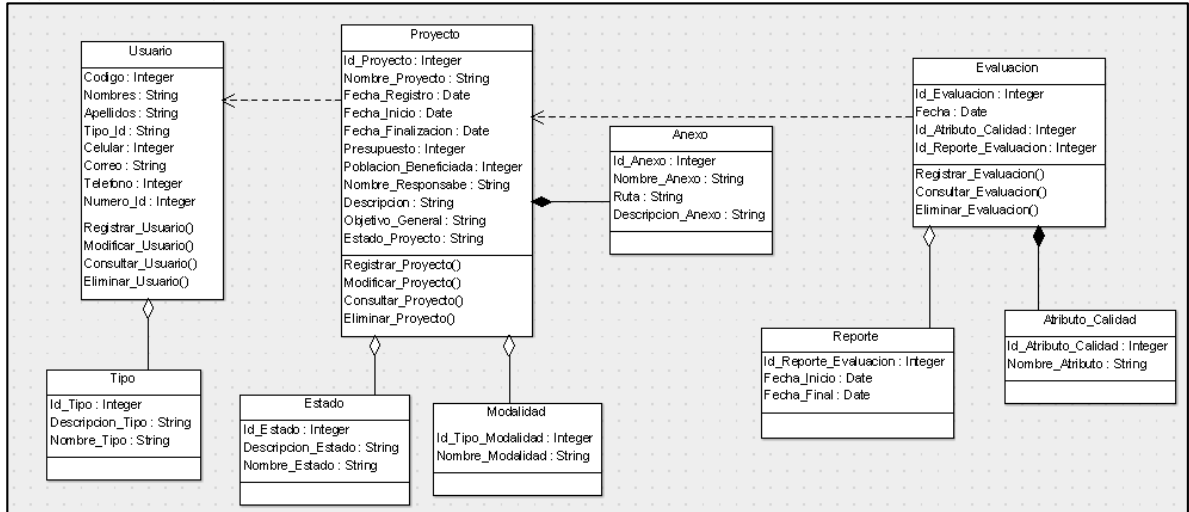 Usuario
Codigo : Integer
Nombres : String
Apellidos : String
Tipo_Id : String
Celular : Integer
Correo : String
Telefono : Integer
Numero_Id : Integer
Registrar_Usuario()
Modificar_Usuario()
Consultar_Usuario()
Eliminar_Usuario()
Proyecto
Id_Proyecto : Integer
Nombre_Proyecto : String
Fecha_Registro : Date
Fecha_Inicio : Date
Fecha_Finalizacion : Date
Presupuesto : Integer
Poblacion_Beneficiada : Integer
Nombre_Responsabe : String
Descripcion : String
Objetivo_General : String
Estado_Proyecto : String
Registrar_Proyecto()
Modificar_Proyecto()
Consultar_Proyecto()
Eliminar_Proyecto()
Anexo
Id_Anexo : Integer
Nombre_Anexo : String
Ruta : String
Descripcion_Anexo : String
Evaluacion
Id_Evaluacion : Integer
Fecha : Date
Id_Atributo_Calidad : Integer
Id_Reporte_Evaluacion : Integer
Registrar_Evaluacion()
Consultar_Evaluacion()
Eliminar_Evaluacion()
Tipo
Id_Tipo : Integer
Descripcion_Tipo : String
Nombre_Tipo : String
Estado
Id_Estado : Integer
Descripcion_Estado : String
Nombre_Estado : String
Modalidad
Id_Tipo_Modalidad : Integer
Nombre_Modalidad : String
Reporte
Id_Reporte_Evaluacion : Integer
Fecha_Inicio : Date
Fecha_Final : Date
Atributo_Calidad
Id_Atributo_Calidad : Integer
Nombre_Atributo : String